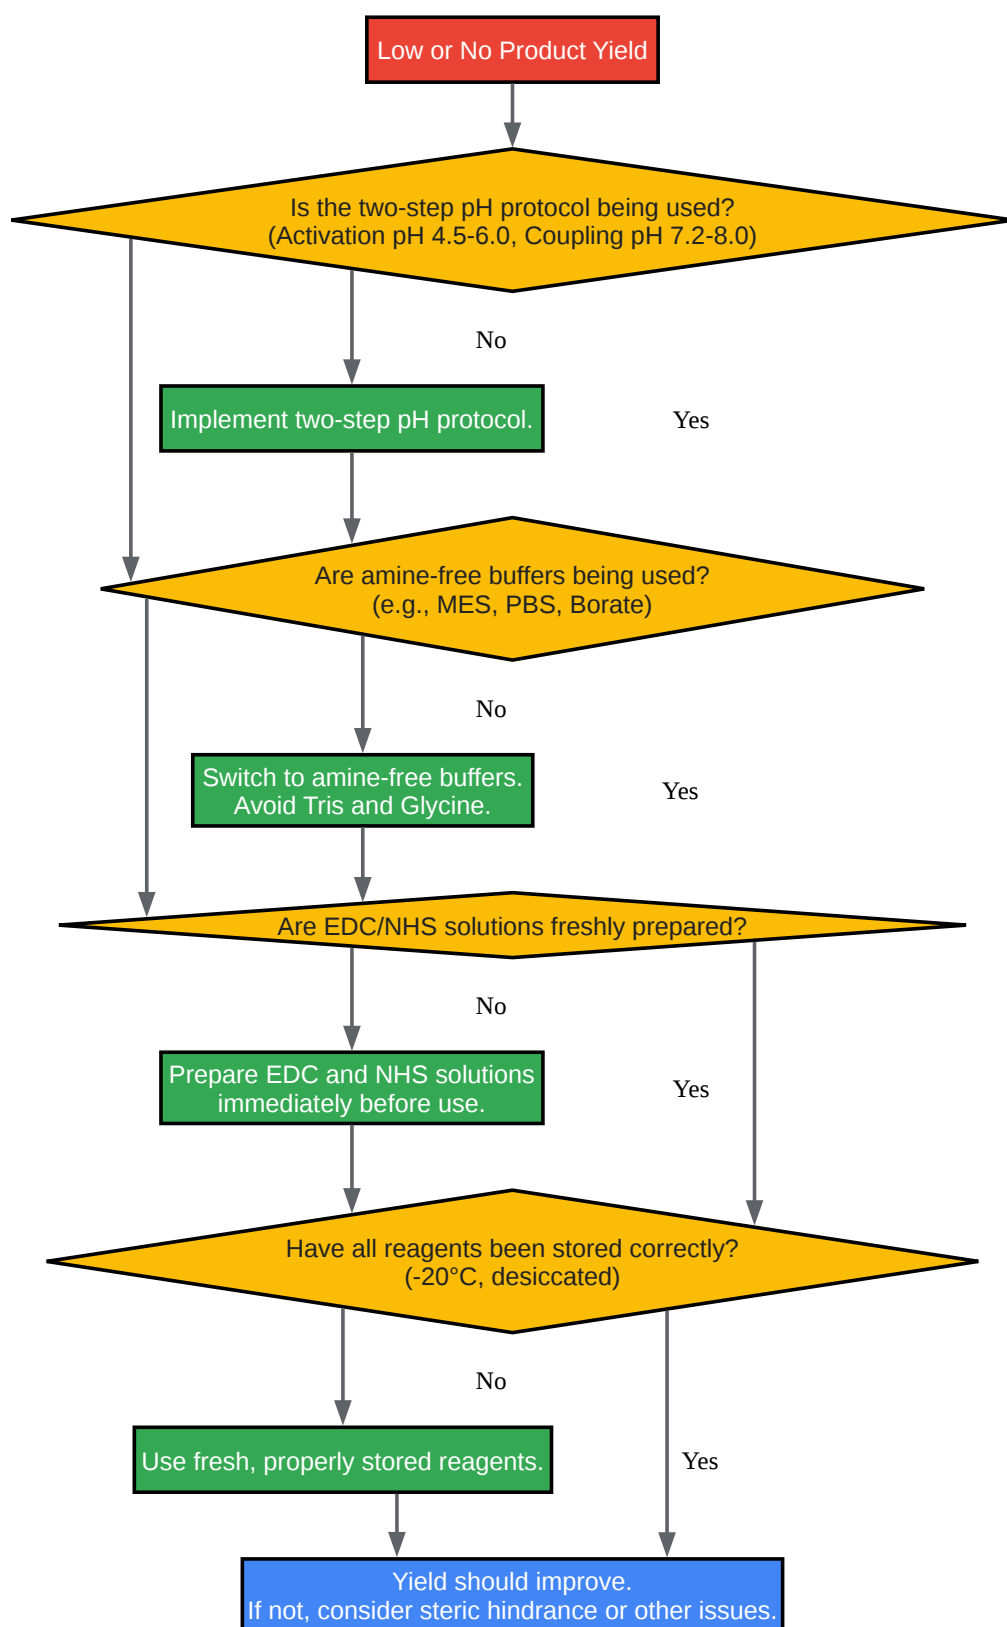 Low or No Product Yield
Is the two-step pH protocol being used?
(Activation pH 4.5-6.0, Coupling pH 7.2-8.0)
No
Implement two-step pH protocol.
Yes
Are amine-free buffers being used?
(e.g., MES, PBS, Borate)
No
Switch to amine-free buffers.
Avoid Tris and Glycine.
Yes
Are EDC/NHS solutions freshly prepared?
No
Prepare EDC and NHS solutions
immediately before use.
Yes
Have all reagents been stored correctly?
(-20°C, desiccated)
No
Use fresh, properly stored reagents.
Yes
Yield should improve.
If not, consider steric hindrance or other issues.